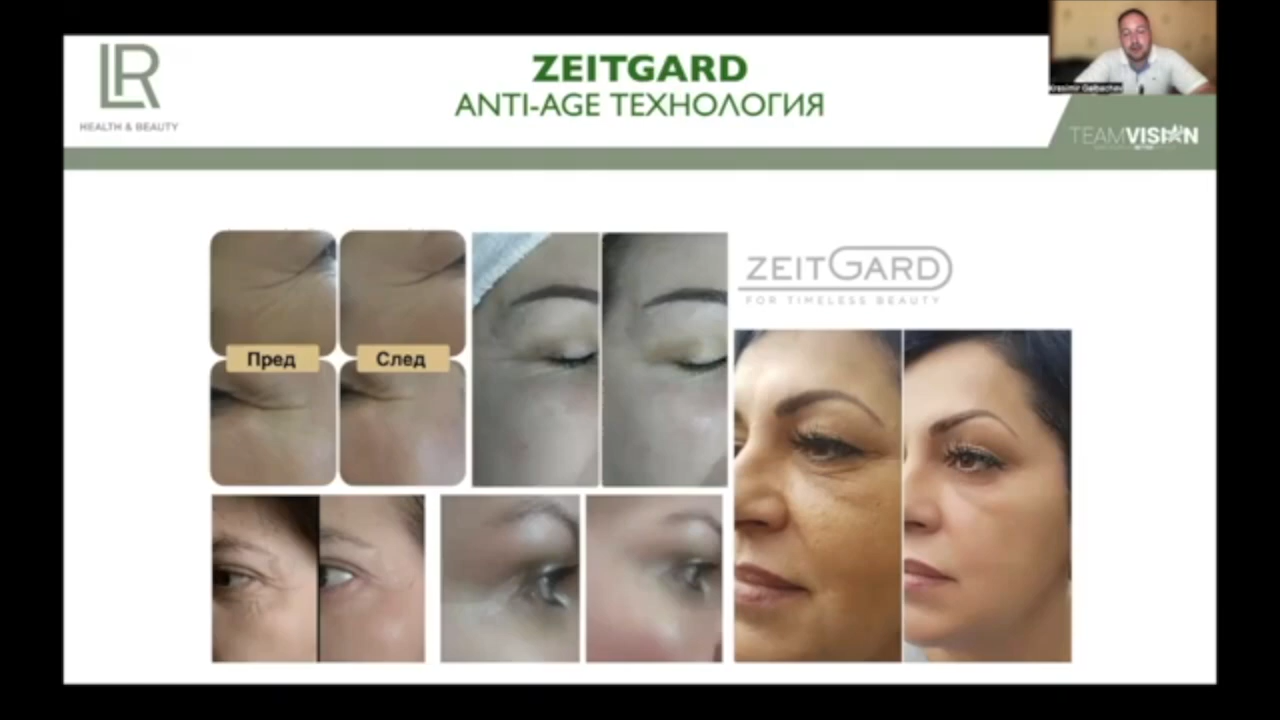 LR
HEALTH & BEAUTY
ZEITGARD
ANTI-AGE ТЕХНОЛОГИЯ
TEAMVISION
ZEITGARD
FOR TIMELESS BEAUTY
Пред
След